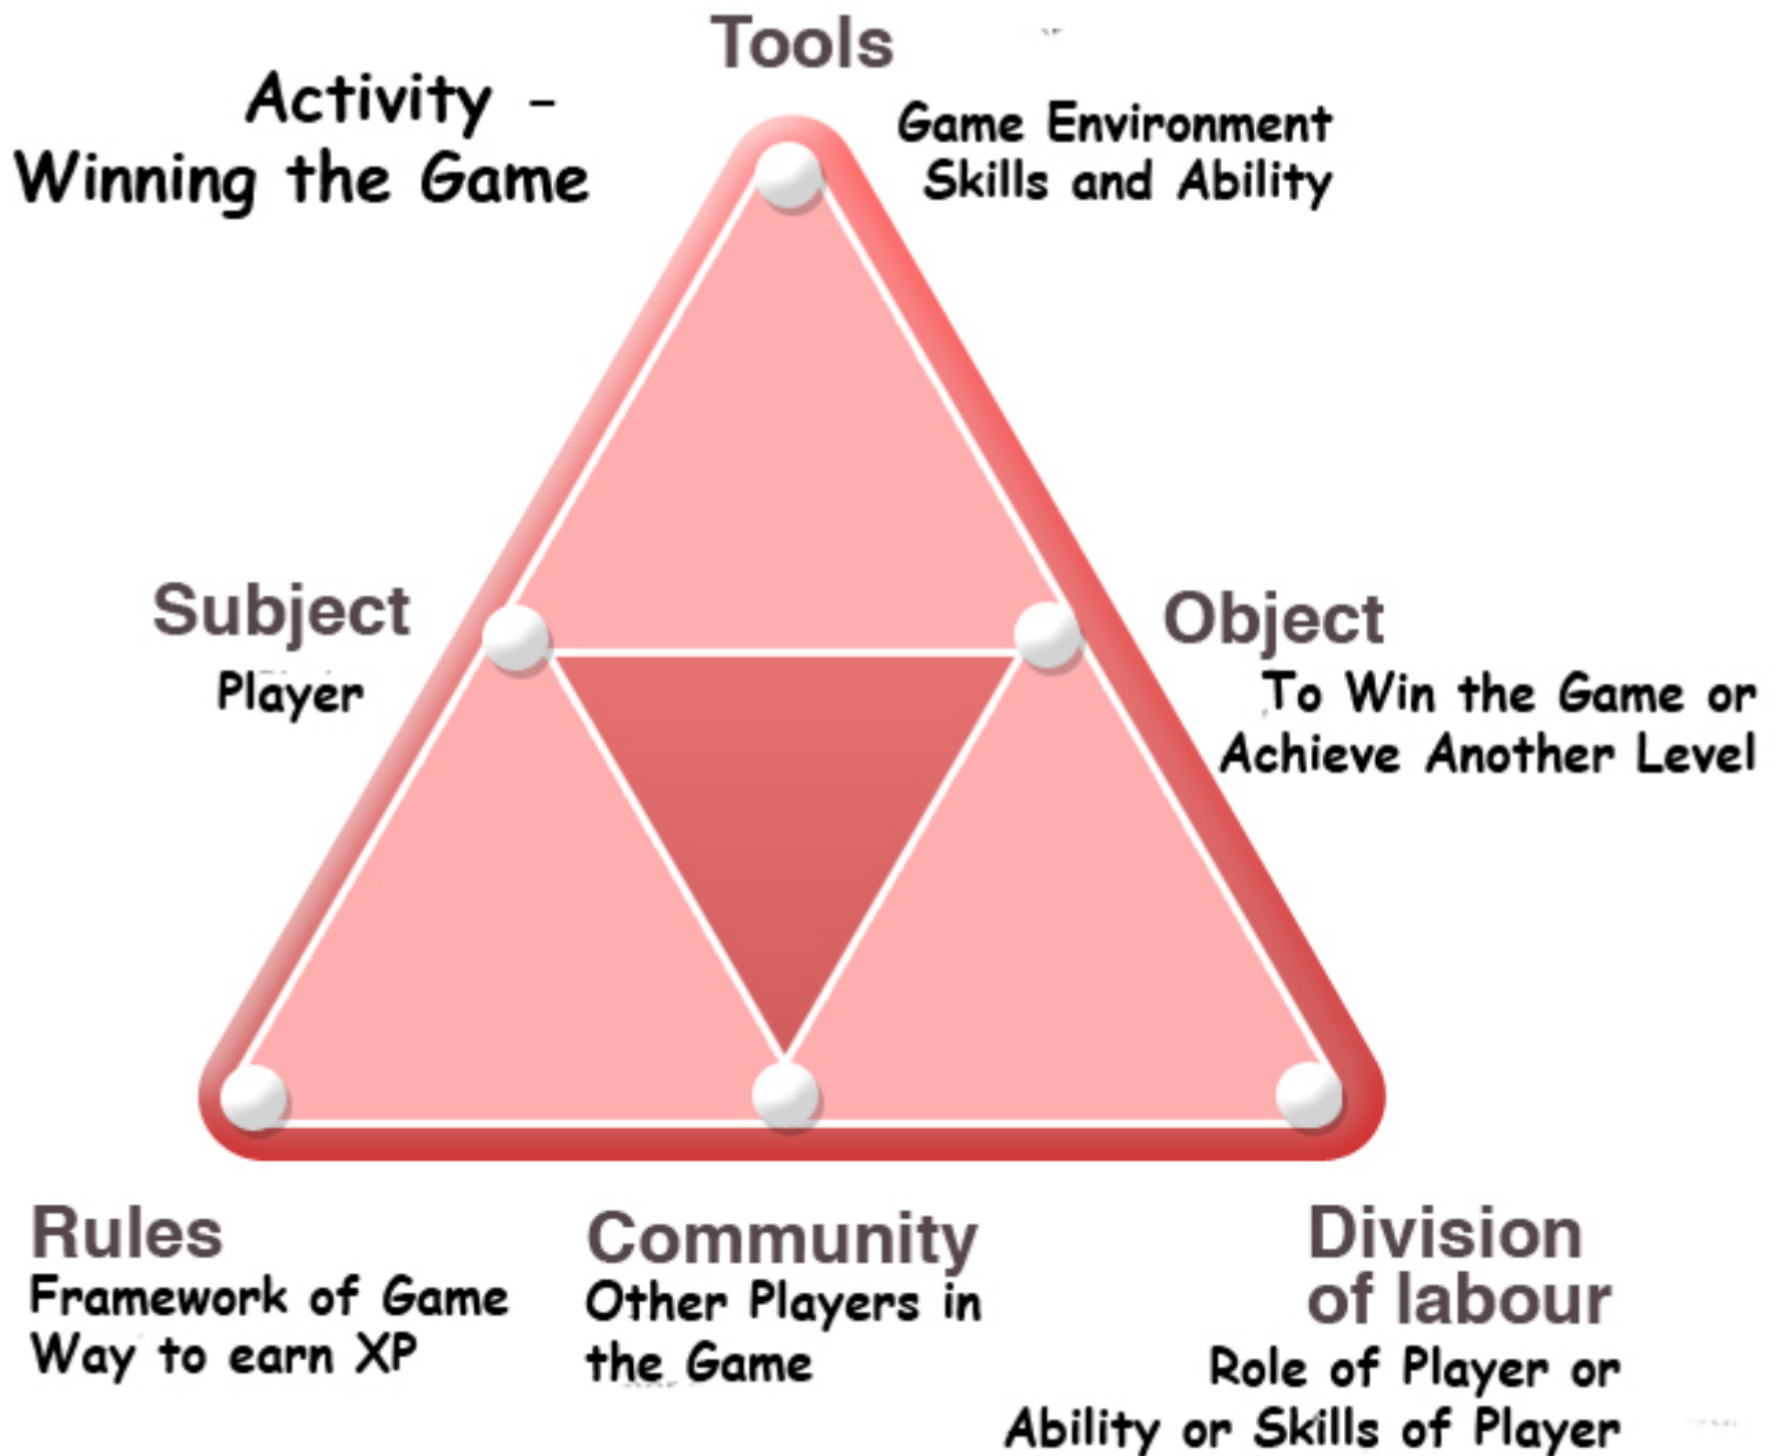 Tools
Activity -
Winning the Game
Game Environment
Skills and Ability
Subject
Player
Object
To Win the Game or
Achieve Another Level
Rules
Framework of Game
Way to earn XP
Community
Other Players in
the Game
Division
of labour
Role of Player or
Ability or Skills of Player